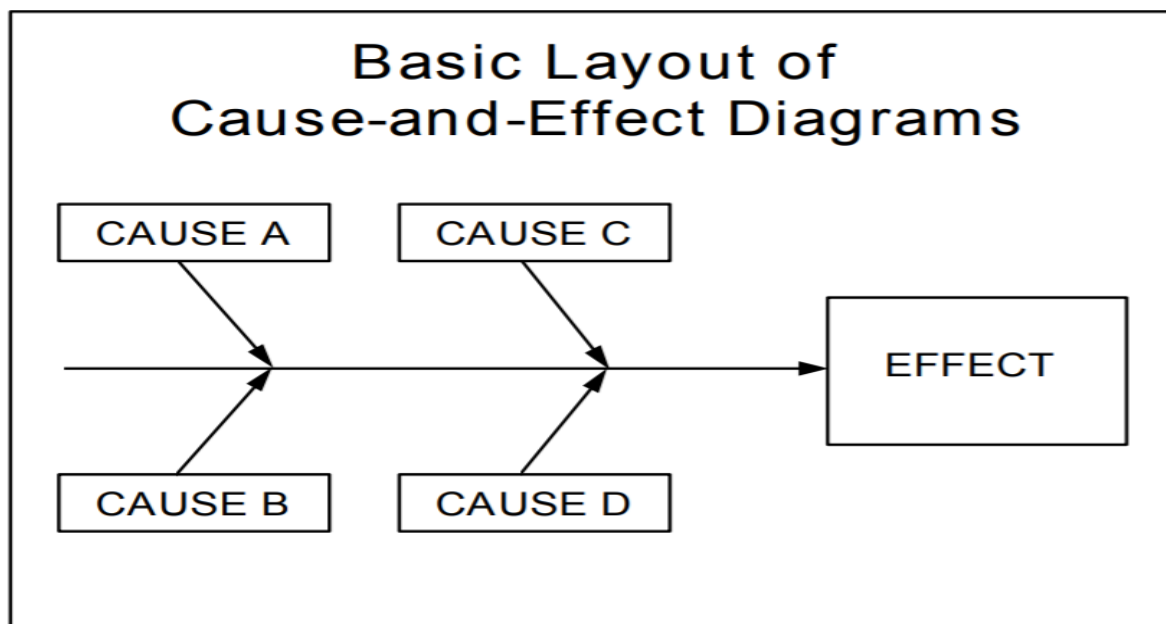 Basic Layout of
Cause-and-Effect Diagrams
CAUSE A
CAUSE C
EFFECT
CAUSE B
CAUSE D